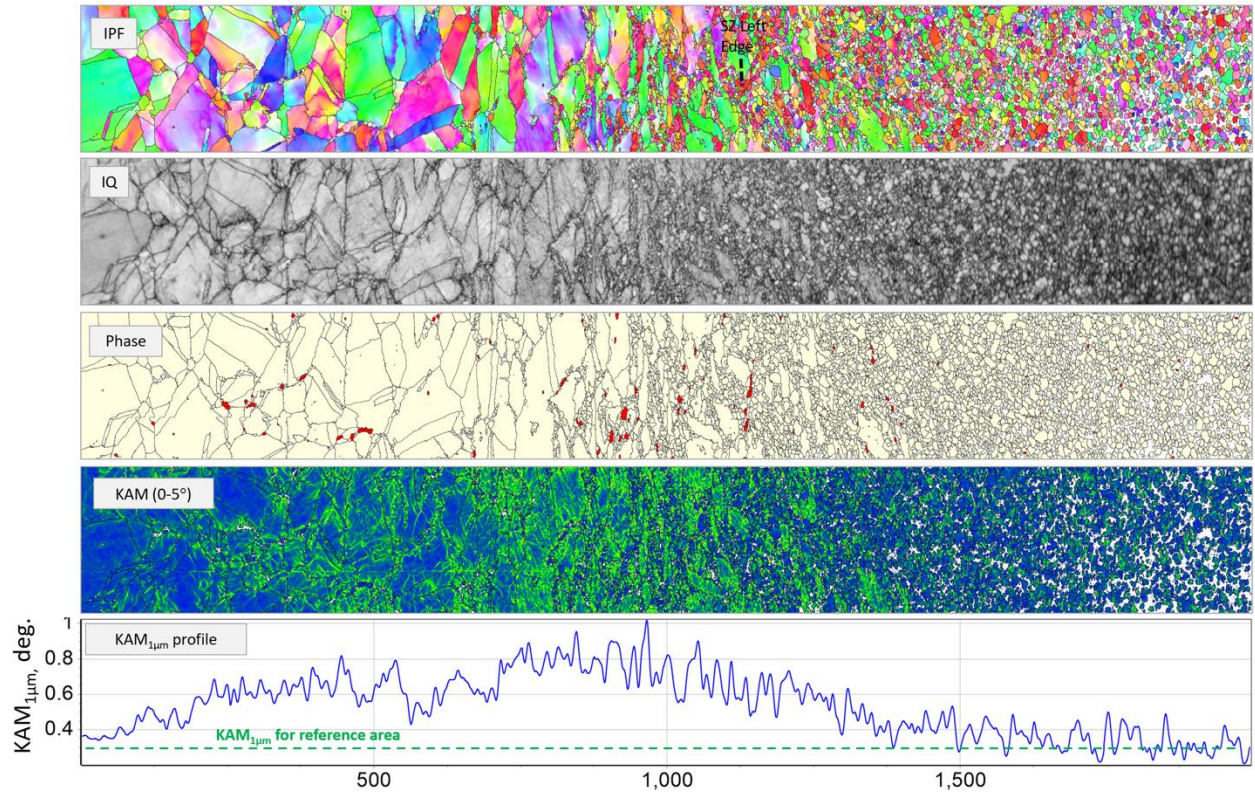 IPF
SZ Left
Edge
IQ
Phase
KAM (0-5°)
KAM1μm profile
KAM1μm, deg.
1
0.8
0.6
0.4
KAM1μm for reference area
500
1,000
1,500